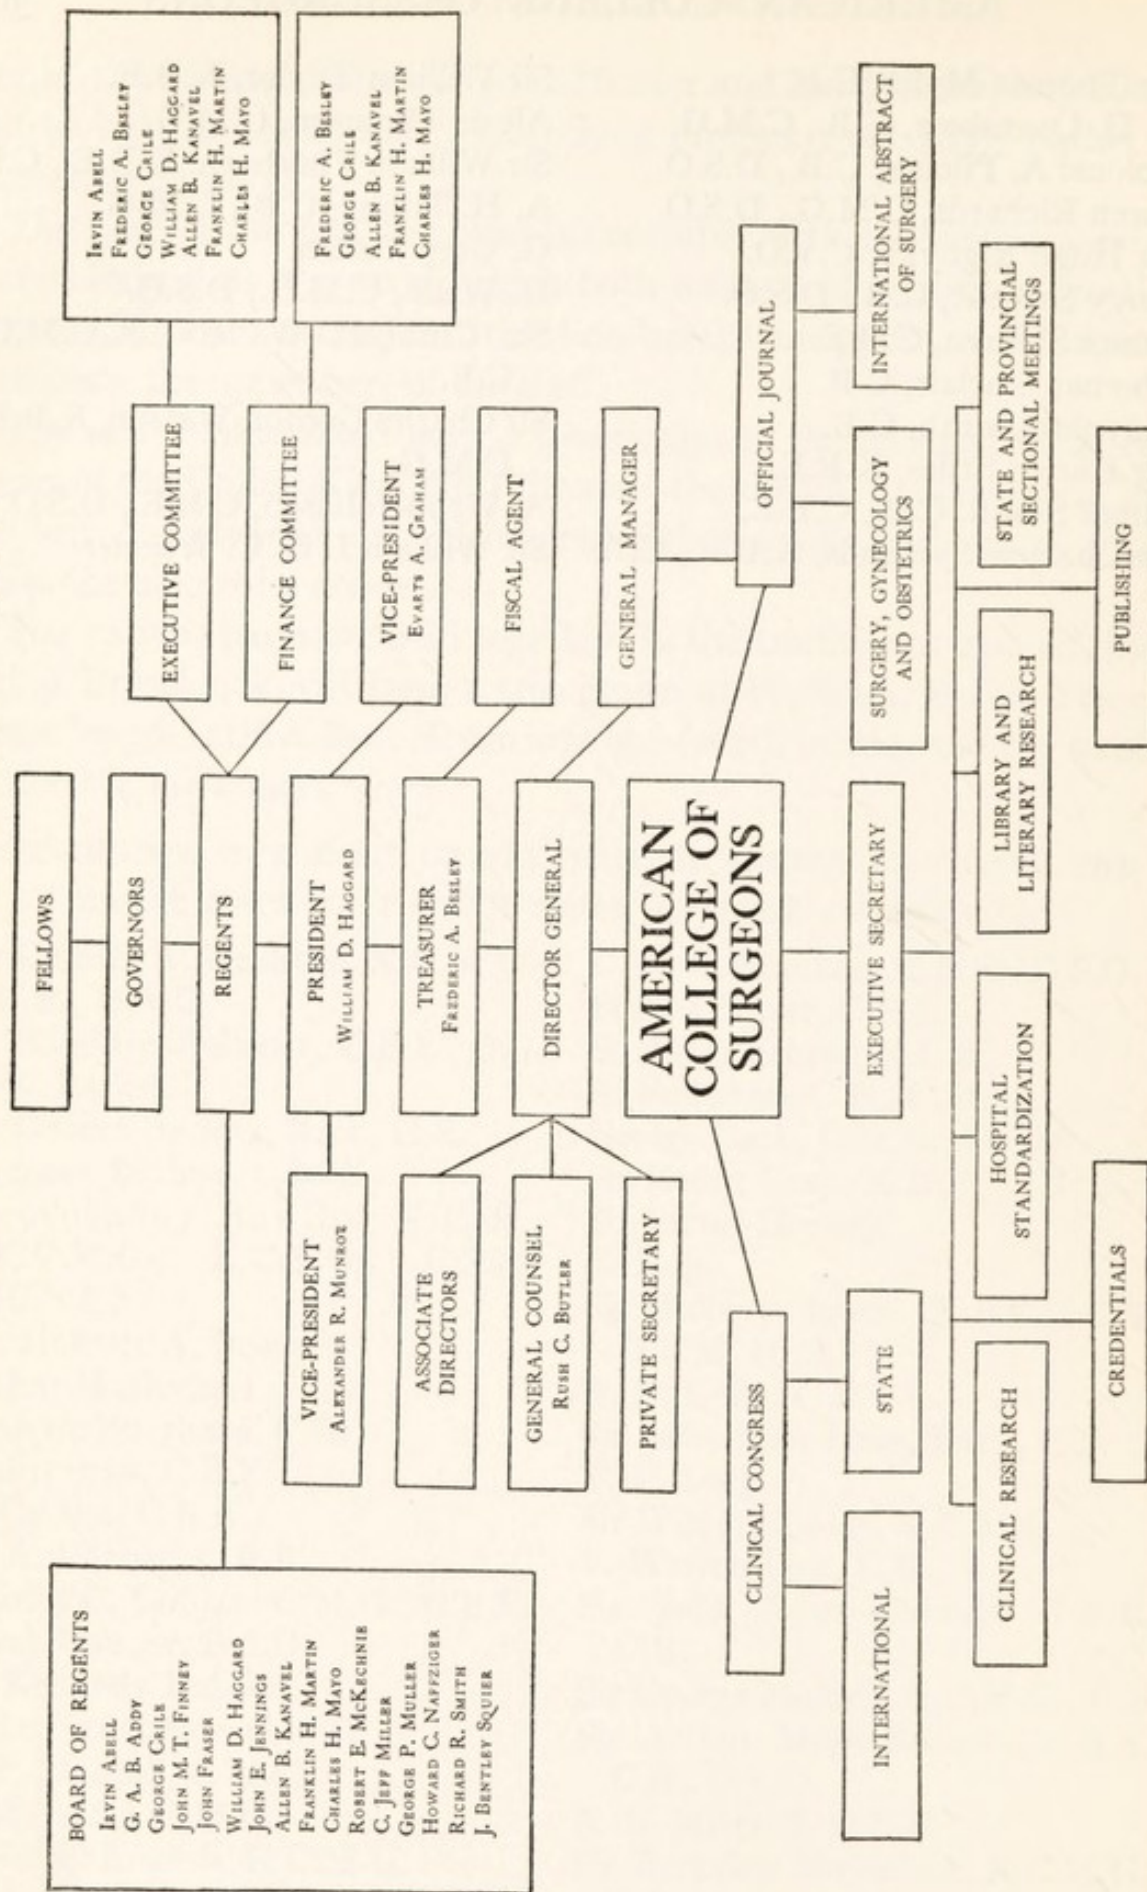 FELLOWS
GOVERNORS
REGENTS
BOARD OF REGENTS
IRVIN ABELL
G. A. B. ADDY
GEORGE CRILE
JOHN M. T. FINNEY
JOHN FRASER
WILLIAM D. HAGGARD
JOHN E. JENNINGS
ALLEN B. KANAVEL
FRANKLIN H. MARTIN
CHARLES H. MAYO
ROBERT E. MCKECHNIE
C. JEFF MILLER
GEORGE P. MULLER
HOWARD C. NAFFZIGER
RICHARD R. SMITH
J. BENTLEY SQUIER
EXECUTIVE COMMITTEE
IRVIN ABELL
FREDERIC A. BESLEY
GEORGE CRILE
WILLIAM D. HAGGARD
ALLEN B. KANAVEL
FRANKLIN H. MARTIN
CHARLES H. MAYO
FINANCE COMMITTEE
FREDERIC A. BESLEY
GEORGE CRILE
ALLEN B. KANAVEL
FRANKLIN H. MARTIN
CHARLES H. MAYO
VICE-PRESIDENT
ALEXANDER R. MUNROE
PRESIDENT
WILLIAM D. HAGGARD
VICE-PRESIDENT
EVARTS A. GRAHAM
ASSOCIATE
DIRECTORS
TREASURER
FREDERIC A. BESLEY
FISCAL AGENT
GENERAL COUNSEL
RUSH C. BUTLER
DIRECTOR GENERAL
GENERAL MANAGER
PRIVATE SECRETARY
AMERICAN
COLLEGE OF
SURGEONS
CLINICAL CONGRESS
OFFICIAL JOURNAL
INTERNATIONAL
STATE
EXECUTIVE SECRETARY
SURGERY, GYNECOLOGY
AND OBSTETRICS
INTERNATIONAL ABSTRACT
OF SURGERY
CLINICAL RESEARCH
HOSPITAL
STANDARDIZATION
LIBRARY AND
LITERARY RESEARCH
STATE AND PROVINCIAL
SECTIONAL MEETINGS
CREDENTIALS
PUBLISHING